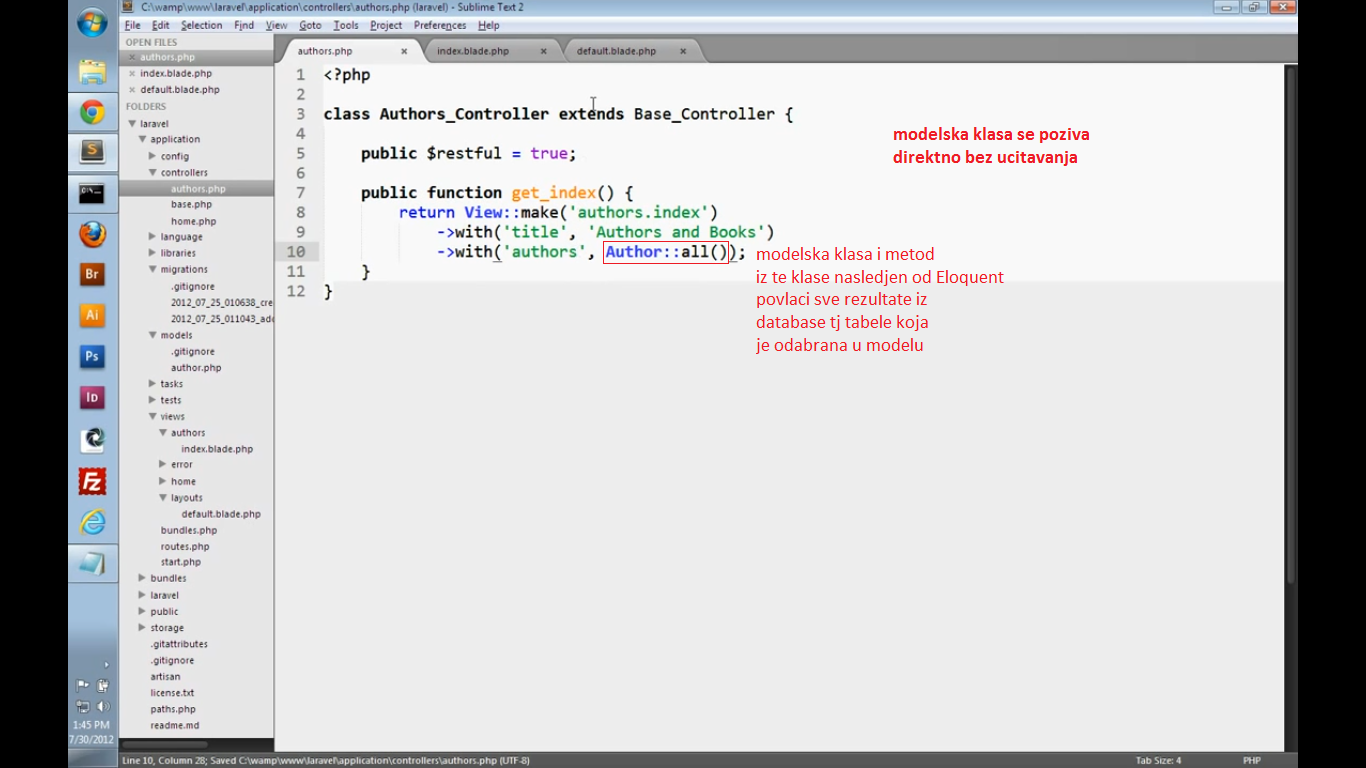 C:\wamp\www\laravel\application\controllers\authors.php (laravel) - Sublime Text 2
File Edit Selection Find View Goto Tools Project Preferences Help
OPEN FILES
authors.php
index.blade.php
default.blade.php
FOLDERS
laravel
application
config
controllers
authors.php
base.php
home.php
language
libraries
migrations
.gitignore
2012_07_25_010638_cre
2012_07_25_011043_add
models
.gitignore
author.php
tasks
tests
views
authors
index.blade.php
error
home
layouts
default.blade.php
bundles.php
routes.php
start.php
bundles
laravel
public
storage
.gitattributes
.gitignore
artisan
license.txt
paths.php
readme.md
authors.php index.blade.php default.blade.php
1 <?php
2
3 class Authors_Controller extends Base_Controller {
4
5 public $restful = true;
6
7 public function get_index() {
8 return View::make('authors.index')
9 ->with('title', 'Authors and Books')
10 ->with('authors', Author::all());
11 }
12 }
modelska klasa se poziva
direktno bez ucitavanja
modelska klasa i metod
iz te klase nasledjen od Eloquent
povlaci sve rezultate iz
database tj tabele koja
je odabrana u modelu
Br
Ai
Ps
Id
Fz
1:45 PM
7/30/2012
Line 10, Column 28; Saved C:\wamp\www\laravel\application\controllers\authors.php (UTF-8)
Tab Size: 4
PHP